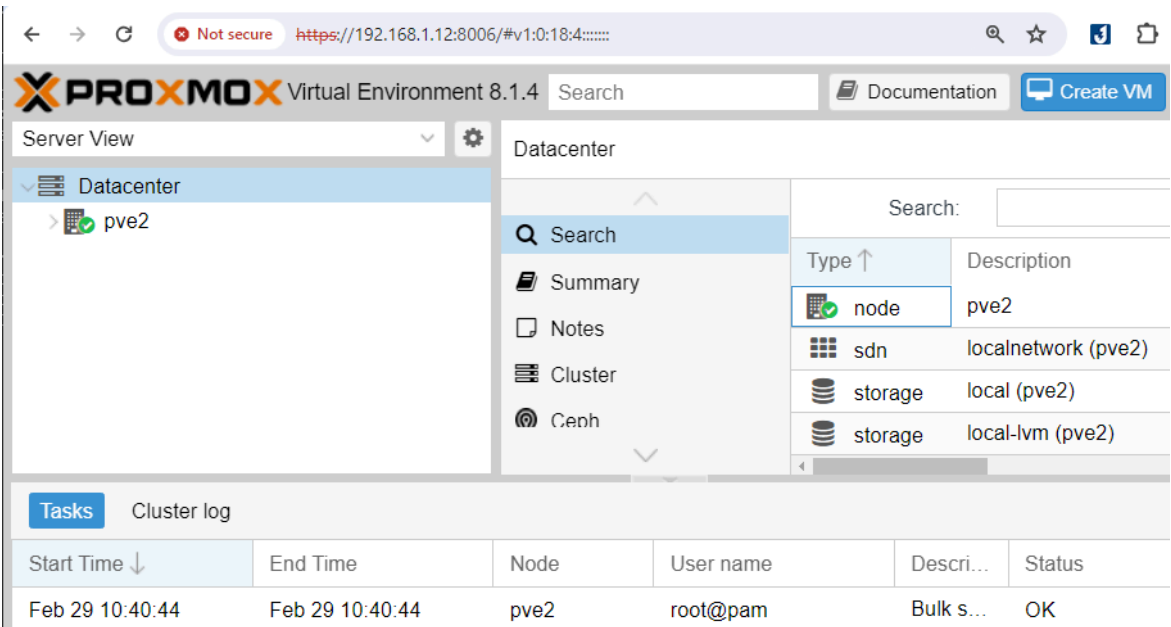 Not secure https://192.168.1.12:8006/#v1:0:18:4:::::::
PROXMOX Virtual Environment 8.1.4 Search Documentation Create VM
Server View
Datacenter
pve2
Datacenter
Search
Summary
Notes
Cluster
Ceph
Search:
Type Description
node pve2
sdn localnetwork (pve2)
storage local (pve2)
storage local-lvm (pve2)
Tasks Cluster log
Start Time End Time Node User name Descri... Status
Feb 29 10:40:44 Feb 29 10:40:44 pve2 root@pam Bulk s... OK